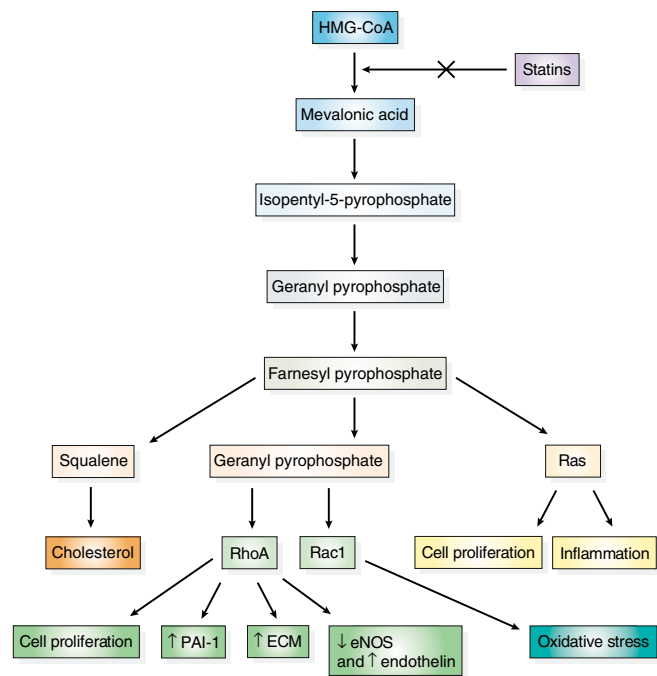 HMG-CoA
Statins
Mevalonic acid
Isopentyl-5-pyrophosphate
Geranyl pyrophosphate
Farnesyl pyrophosphate
Squalene
Geranyl pyrophosphate
Ras
Cholesterol
RhoA
Rac1
Cell proliferation
Inflammation
Cell proliferation
↑ PAI-1
↑ ECM
↓ eNOS
and ↑ endothelin
Oxidative stress